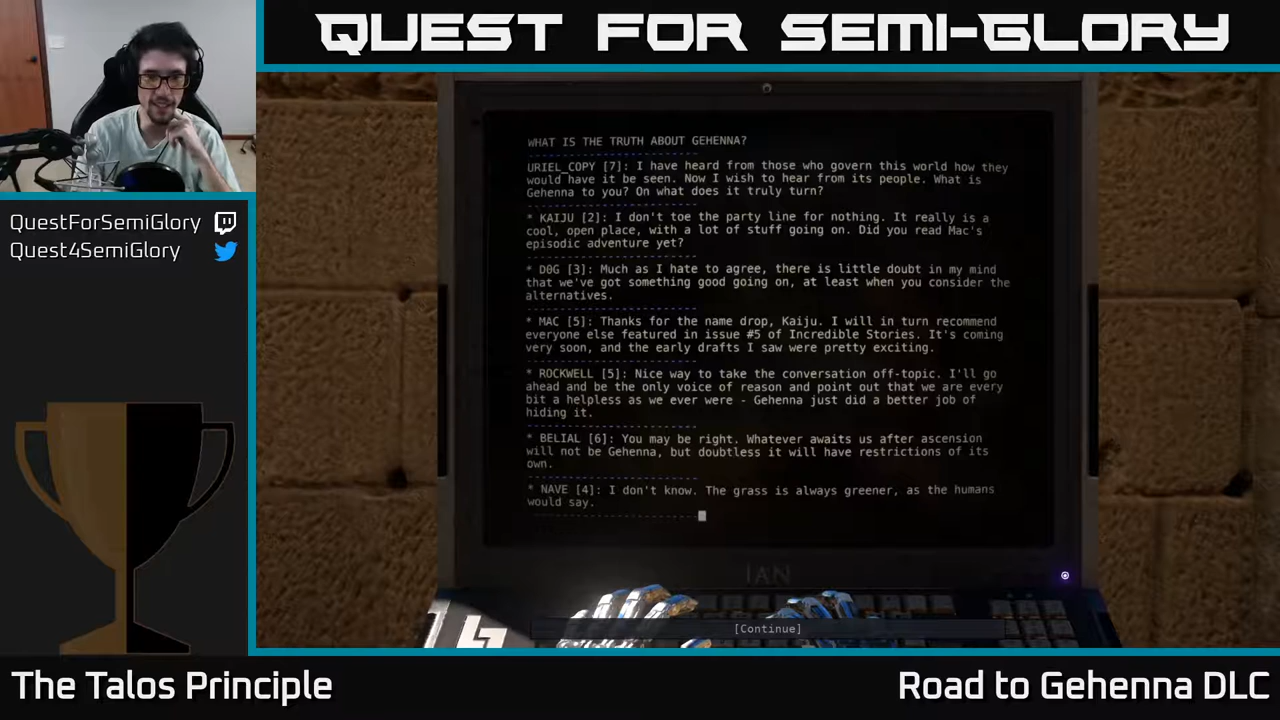 QUEST FOR SEMI-GLORY
QuestForSemiGlory
Quest4SemiGlory
WHAT IS THE TRUTH ABOUT GEHENNA?
URIEL_COPY [7]: I have heard from those who govern this world how they
would have it be seen. Now I wish to hear from its people. What is
Gehenna to you? On what does it truly turn?
* KAIJU [2]: I don't toe the party line for nothing. It really is a
cool, open place, with a lot of stuff going on. Did you read Mac's
episodic adventure yet?
* D0G [3]: Much as I hate to agree, there is little doubt in my mind
that we've got something good going on, at least when you consider the
alternatives.
* MAC [5]: Thanks for the name drop, Kaiju. I will in turn recommend
everyone else featured in issue #5 of Incredible Stories. It's coming
very soon, and the early drafts I saw were pretty exciting.
* ROCKWELL [5]: Nice way to take the conversation off-topic. I'll go
ahead and be the only voice of reason and point out that we are every
bit a helpless as we ever were - Gehenna just did a better job of
hiding it.
* BELIAL [6]: You may be right. Whatever awaits us after ascension
will not be Gehenna, but doubtless it will have restrictions of its
own.
* NAVE [4]: I don't know. The grass is always greener, as the humans
would say.
IAN
[Continue]
The Talos Principle
Road to Gehenna DLC